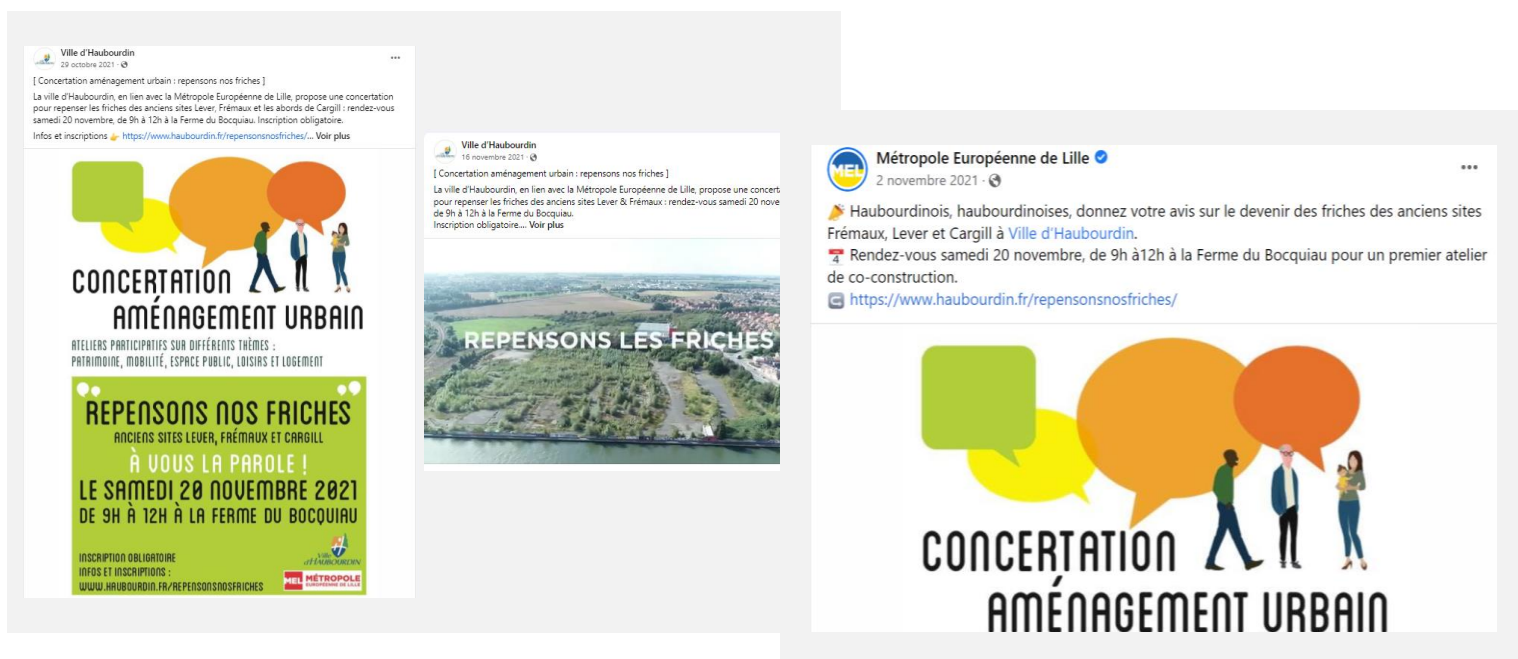 Ville d'Haubourdin
29 octobre 2021
[ Concertation aménagement urbain : repensons nos friches ]
La ville d'Haubourdin, en lien avec la Métropole Européenne de Lille, propose une concertation
pour repenser les friches des anciens sites Lever, Frémaux et les abords de Cargill : rendez-vous
samedi 20 novembre, de 9h à 12h à la Ferme du Bocquiau. Inscription obligatoire.
Infos et inscriptions 👉 https://www.haubourdin.fr/repensonsnosfriches/... Voir plus
CONCERTATION
AMÉNAGEMENT URBAIN
ATELIERS PARTICIPATIFS SUR DIFFÉRENTS THÈMES :
PATRIMOINE, MOBILITÉ, ESPACE PUBLIC, LOISIRS ET LOGEMENT
REPENSONS NOS FRICHES
ANCIENS SITES LEVER, FRÉMAUX ET CARGILL
À VOUS LA PAROLE !
LE SAMEDI 20 NOVEMBRE 2021
DE 9H À 12H À LA FERME DU BOCQUIAU
INSCRIPTION OBLIGATOIRE
INFOS ET INSCRIPTIONS :
WWW.HAUBOURDIN.FR/REPENSONSNOSFRICHES
Ville
d'HAUBOURDIN
MEL MÉTROPOLE
EUROPÉENNE DE LILLE
Ville d'Haubourdin
16 novembre 2021
[ Concertation aménagement urbain : repensons nos friches ]
La ville d'Haubourdin, en lien avec la Métropole Européenne de Lille, propose une concert
pour repenser les friches des anciens sites Lever & Frémaux : rendez-vous samedi 20 nove
de 9h à 12h à la Ferme du Bocquiau.
Inscription obligatoire.... Voir plus
REPENSONS LES FRICHES
MEL
Métropole Européenne de Lille
2 novembre 2021
🎉 Haubourdinois, haubourdinoises, donnez votre avis sur le devenir des friches des anciens sites
Frémaux, Lever et Cargill à Ville d'Haubourdin.
📅 Rendez-vous samedi 20 novembre, de 9h à12h à la Ferme du Bocquiau pour un premier atelier
de co-construction.
https://www.haubourdin.fr/repensonsnosfriches/
CONCERTATION
AMÉNAGEMENT URBAIN